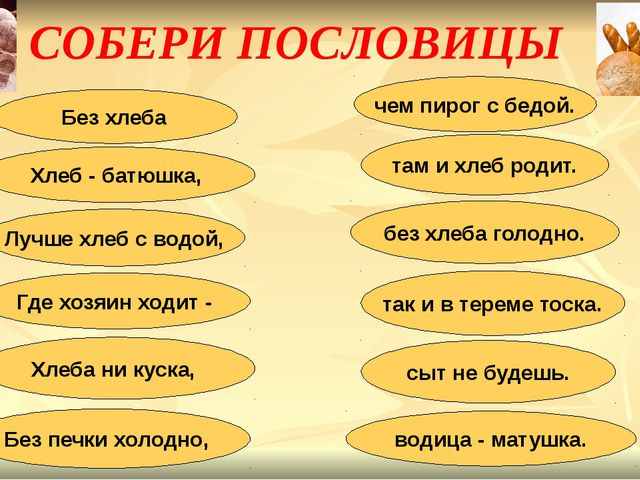 СОБЕРИ ПОСЛОВИЦЫ
Без хлеба
чем пирог с бедой.
Хлеб - батюшка,
там и хлеб родит.
Лучше хлеб с водой,
без хлеба голодно.
Где хозяин ходит -
так и в тереме тоска.
Хлеба ни куска,
сыт не будешь.
Без печки холодно,
водица - матушка.